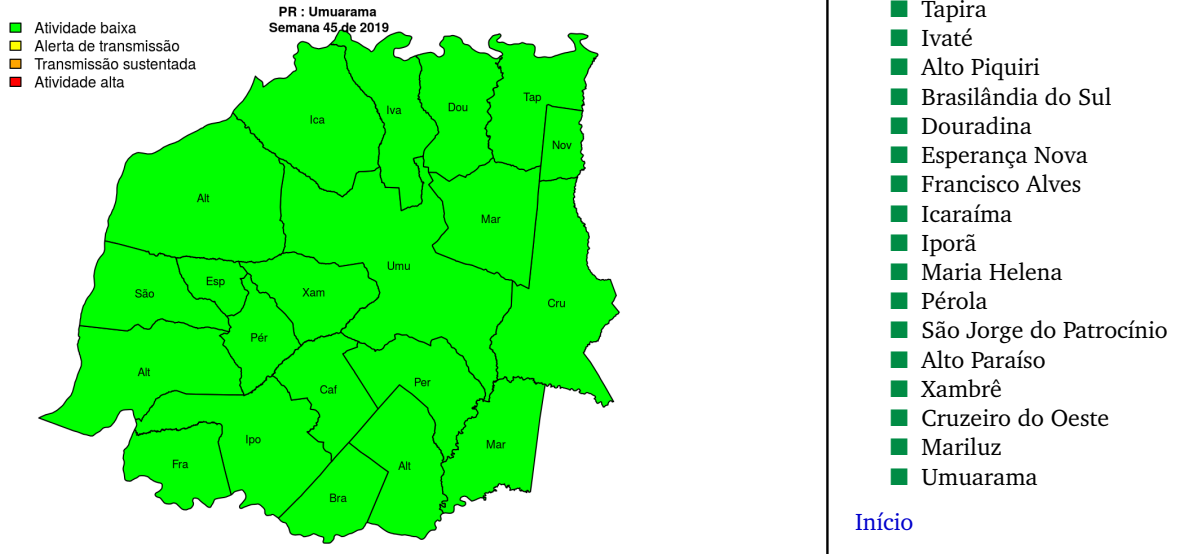 PR : Umuarama
Semana 45 de 2019
Atividade baixa
Alerta de transmissão
Transmissão sustentada
Atividade alta
Ica
Iva
Dou
Tap
Nov
Alt
Mar
Umu
Esp
São
Xam
Cru
Pér
Alt
Caf
Per
Ipo
Mar
Fra
Alt
Bra
Tapira
Ivaté
Alto Piquiri
Brasilândia do Sul
Douradina
Esperança Nova
Francisco Alves
Icaraíma
Iporã
Maria Helena
Pérola
São Jorge do Patrocínio
Alto Paraíso
Xambrê
Cruzeiro do Oeste
Mariluz
Umuarama
Início